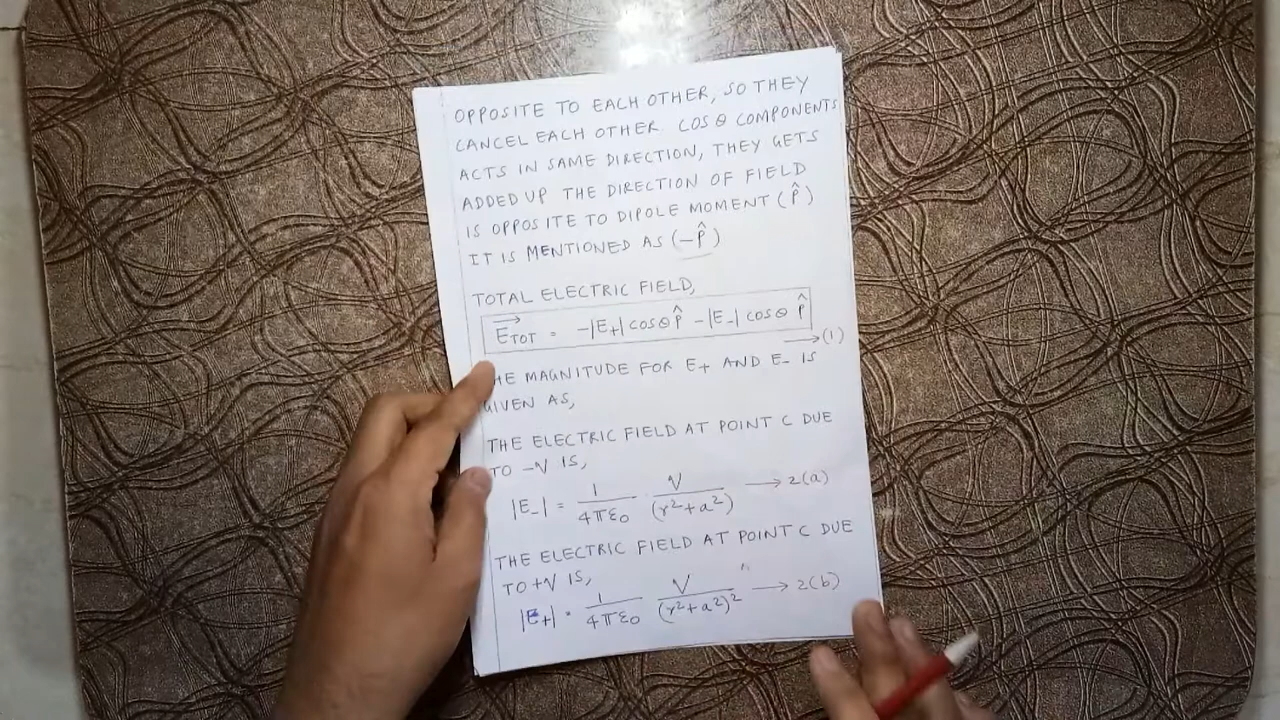 OPPOSITE TO EACH OTHER, SO THEY
CANCEL EACH OTHER. COS θ COMPONENTS
ACTS IN SAME DIRECTION, THEY GETS
ADDED UP THE DIRECTION OF FIELD
IS OPPOSITE TO DIPOLE MOMENT (p̂)
IT IS MENTIONED AS (-p̂)
TOTAL ELECTRIC FIELD,
E⃗TOT = -|E+| cos θ p̂ - |E-| cos θ p̂
→ (1)
HE MAGNITUDE FOR E+ AND E- IS
GIVEN AS,
THE ELECTRIC FIELD AT POINT C DUE
TO -V IS,
|E-| = 1/4πε0 · V/(r²+a²) → 2(a)
THE ELECTRIC FIELD AT POINT C DUE
TO +V IS,
|E+| = 1/4πε0 V/(r²+a²)² → 2(b)